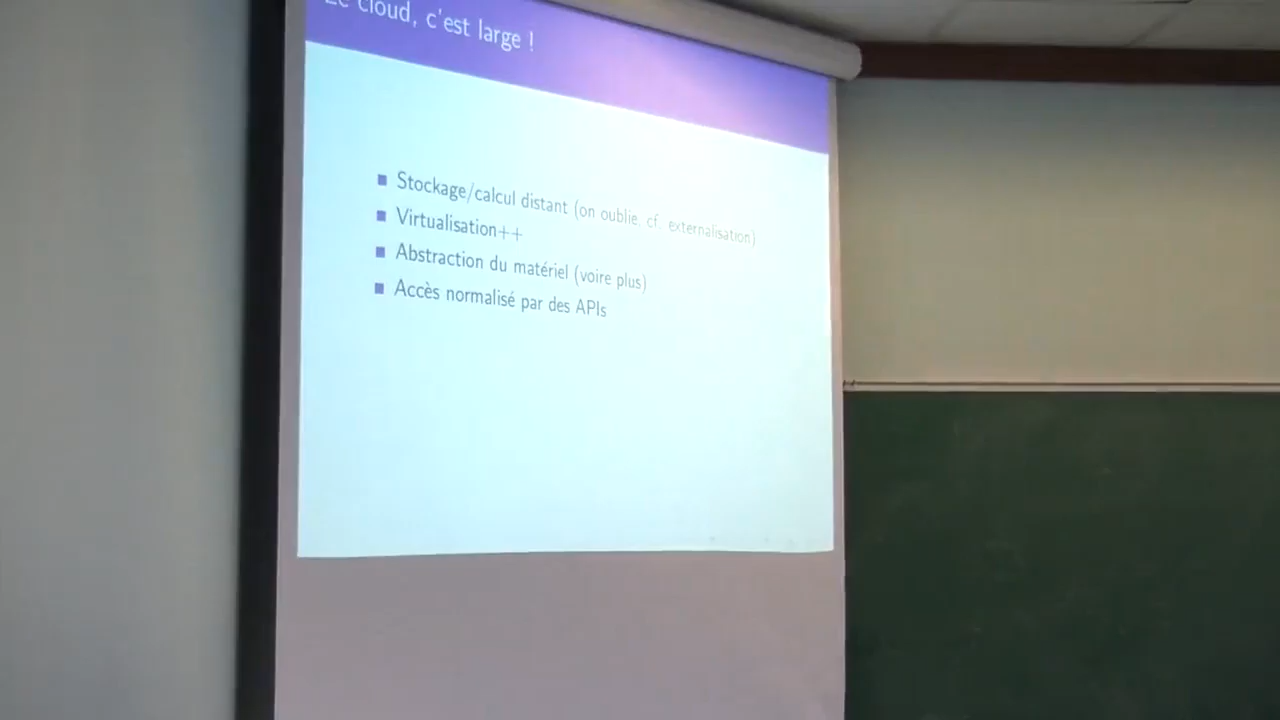 Le cloud, c'est large !
Stockage/calcul distant (on oublie, cf. externalisation)
Virtualisation++
Abstraction du matériel (voire plus)
Accès normalisé par des APIs